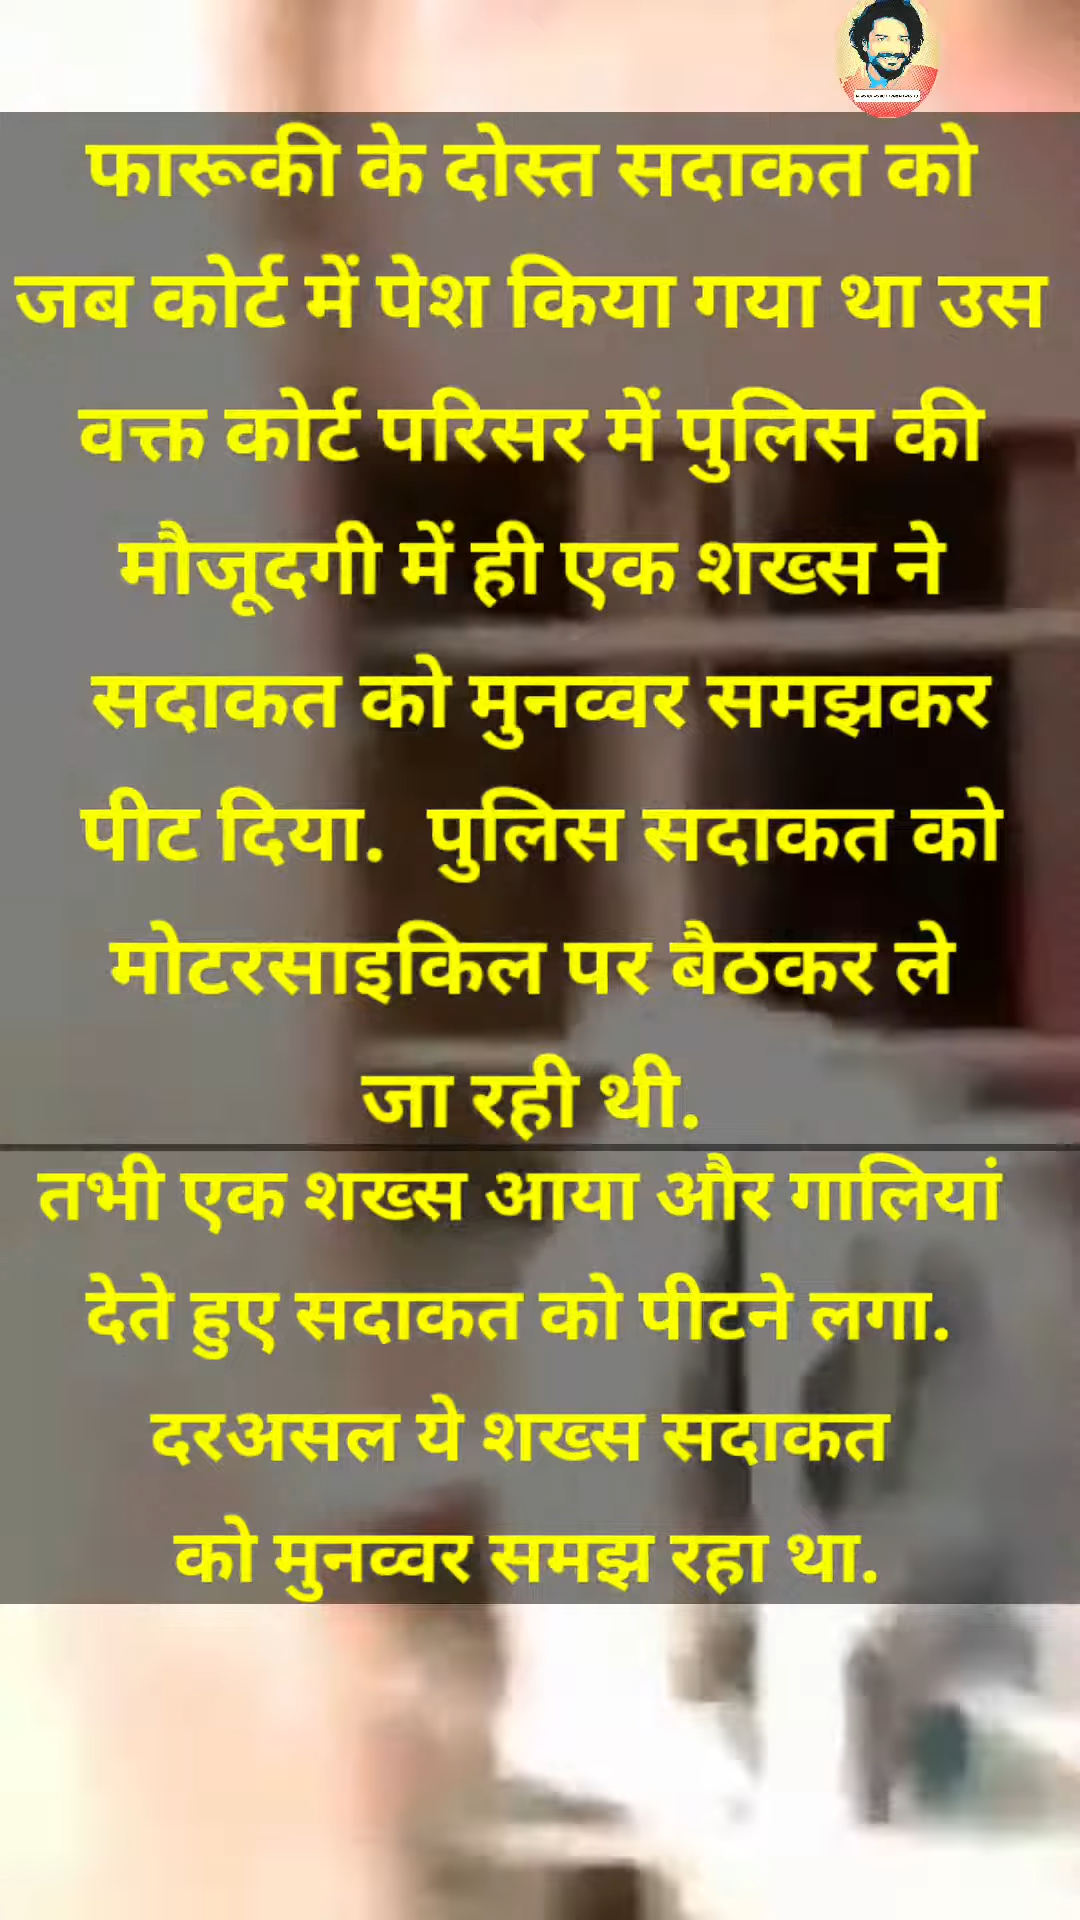 फारूकी के दोस्त सदाकत को
जब कोर्ट में पेश किया गया था उस
वक्त कोर्ट परिसर में पुलिस की
मौजूदगी में ही एक शख्स ने
सदाकत को मुनव्वर समझकर
पीट दिया. पुलिस सदाकत को
मोटरसाइकिल पर बैठकर ले
जा रही थी.
तभी एक शख्स आया और गालियां
देते हुए सदाकत को पीटने लगा.
दरअसल ये शख्स सदाकत
को मुनव्वर समझ रहा था.